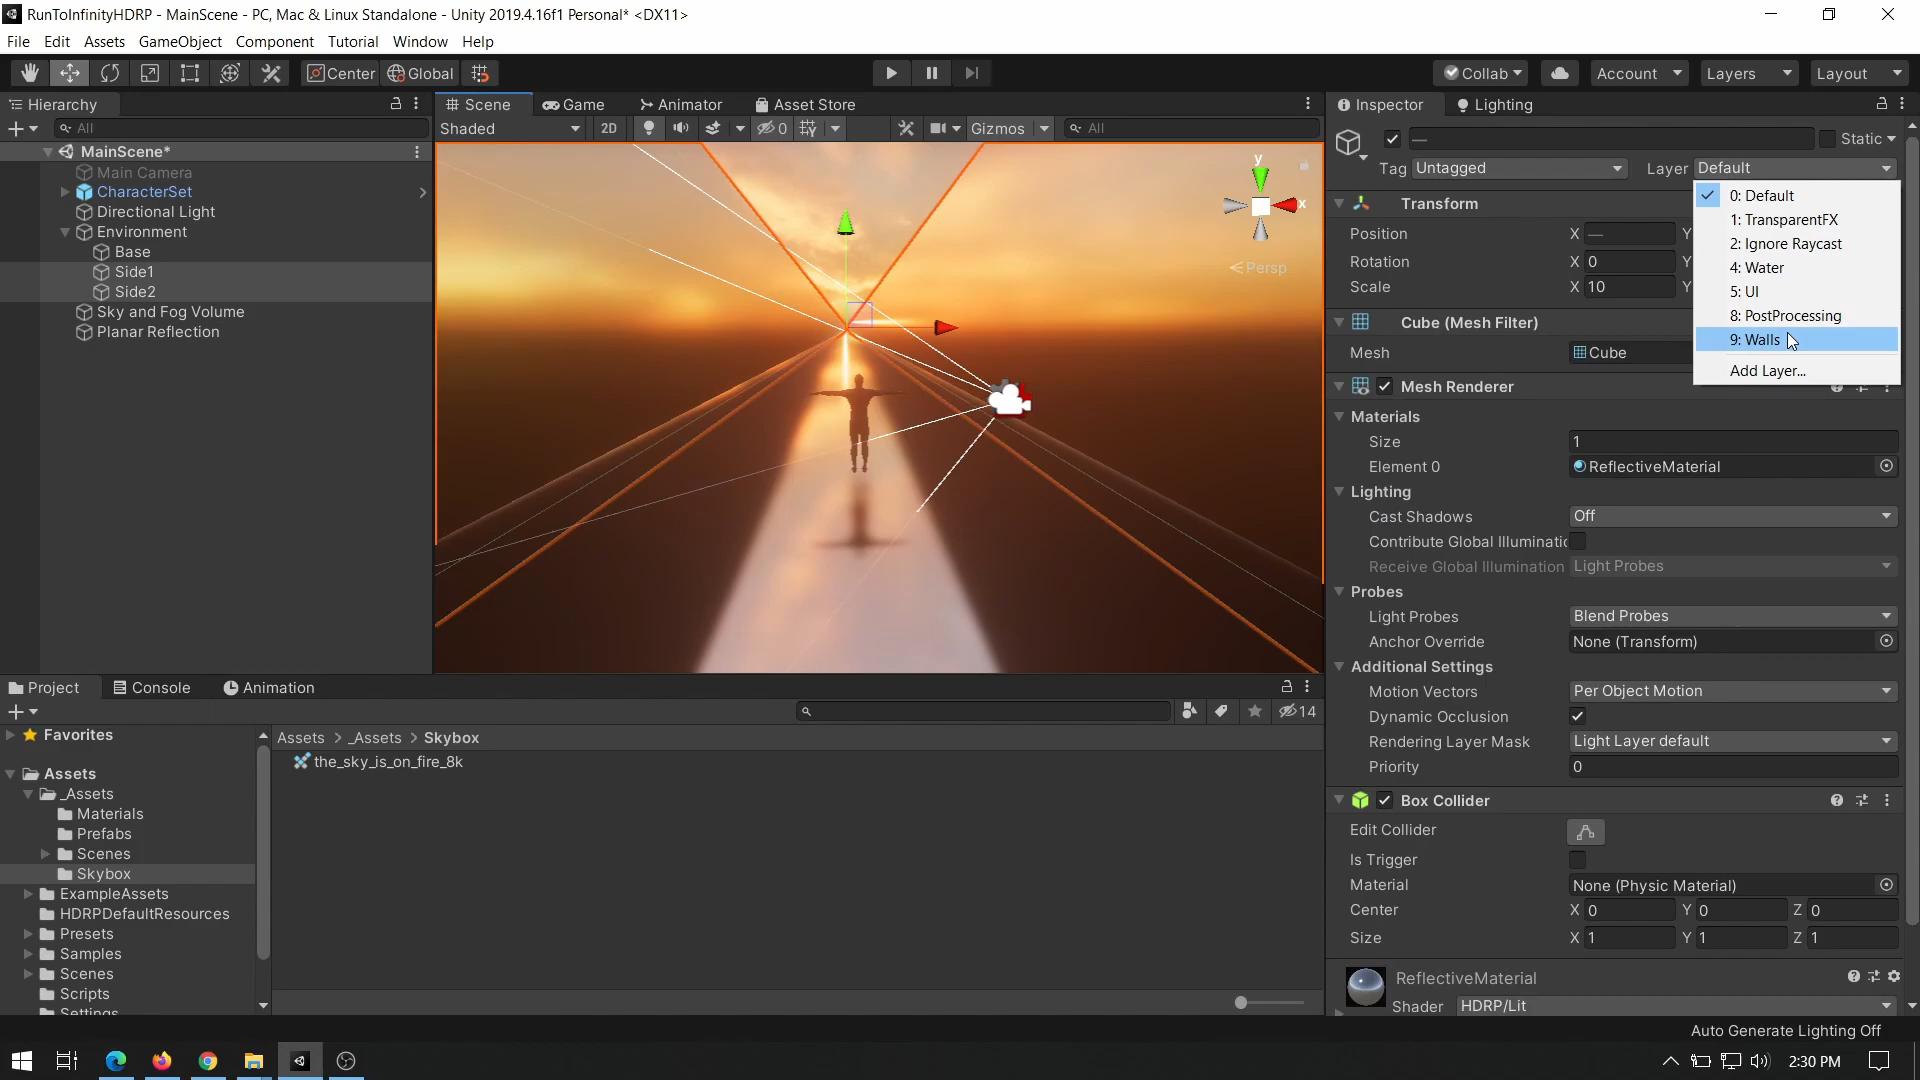 RunToInfinityHDRP - MainScene - PC, Mac & Linux Standalone - Unity 2019.4.16f1 Personal* <DX11>
File Edit Assets GameObject Component Tutorial Window Help
Center Global Collab Account Layers Layout
Hierarchy
All
MainScene*
Main Camera
CharacterSet
Directional Light
Environment
Base
Side1
Side2
Sky and Fog Volume
Planar Reflection
Scene Game Animator Asset Store
Shaded 2D 0 Gizmos All
y
x
Persp
Inspector Lighting
— Static
Tag Untagged Layer Default
0: Default
1: TransparentFX
2: Ignore Raycast
4: Water
5: UI
8: PostProcessing
9: Walls
Add Layer...
Transform
Position X — Y
Rotation X 0 Y
Scale X 10 Y
Cube (Mesh Filter)
Mesh Cube
Mesh Renderer
Materials
Size 1
Element 0 ReflectiveMaterial
Lighting
Cast Shadows Off
Contribute Global Illuminatic
Receive Global Illumination Light Probes
Probes
Light Probes Blend Probes
Anchor Override None (Transform)
Additional Settings
Motion Vectors Per Object Motion
Dynamic Occlusion
Rendering Layer Mask Light Layer default
Priority 0
Box Collider
Edit Collider
Is Trigger
Material None (Physic Material)
Center X 0 Y 0 Z 0
Size X 1 Y 1 Z 1
ReflectiveMaterial
Shader HDRP/Lit
Auto Generate Lighting Off
Project Console Animation
14
Favorites
Assets
_Assets
Materials
Prefabs
Scenes
Skybox
ExampleAssets
HDRPDefaultResources
Presets
Samples
Scenes
Scripts
Settings
Assets > _Assets > Skybox
the_sky_is_on_fire_8k
2:30 PM